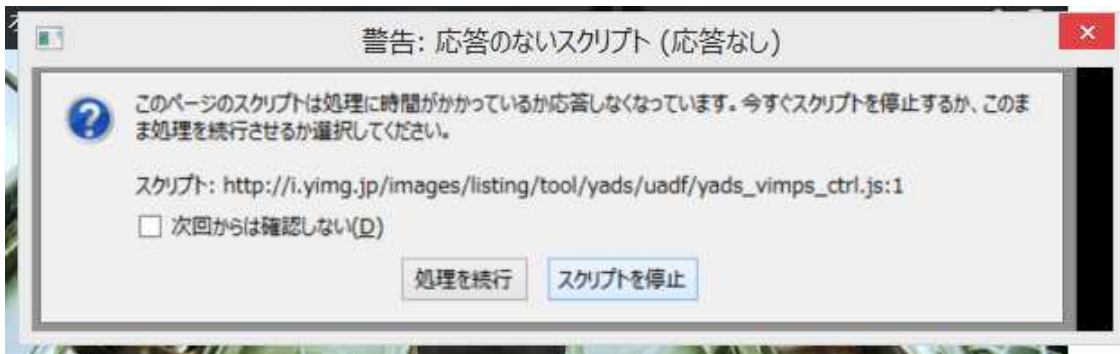 警告: 応答のないスクリプト (応答なし)
このページのスクリプトは処理に時間がかかっているか応答しなくなっています。今すぐスクリプトを停止するか、このま
ま処理を続行させるか選択してください。
スクリプト: http://i.yimg.jp/images/listing/tool/yads/uadf/yads_vimps_ctrl.js:1
次回からは確認しない(D)
処理を続行 スクリプトを停止